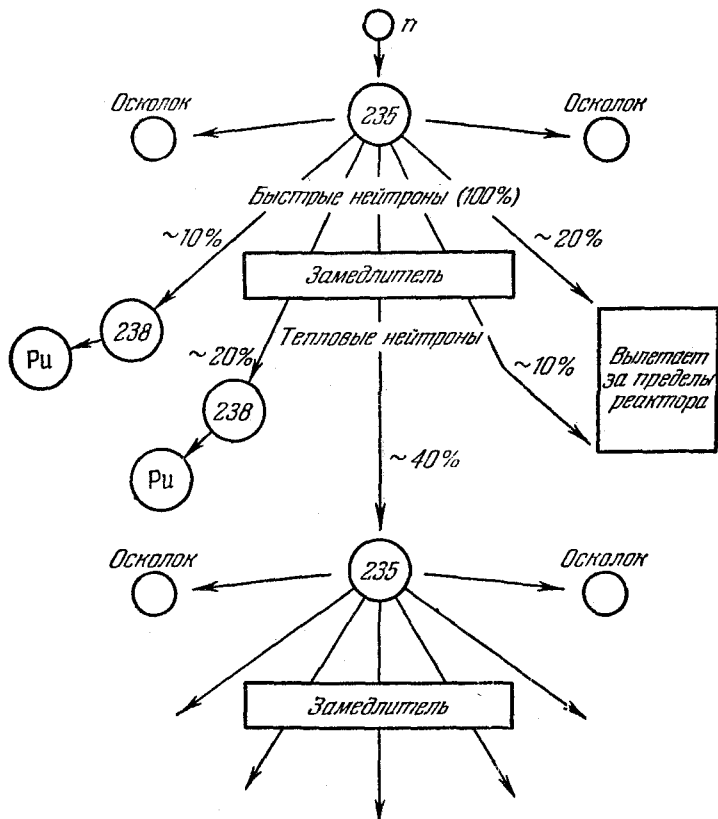 n
Осколок
235
Осколок
Быстрые нейтроны (100%)
~10%
~20%
Замедлитель
238
Тепловые нейтроны
Pu
~20%
~10%
Вылетает
за пределы
реактора
238
Pu
~40%
Осколок
235
Осколок
Замедлитель